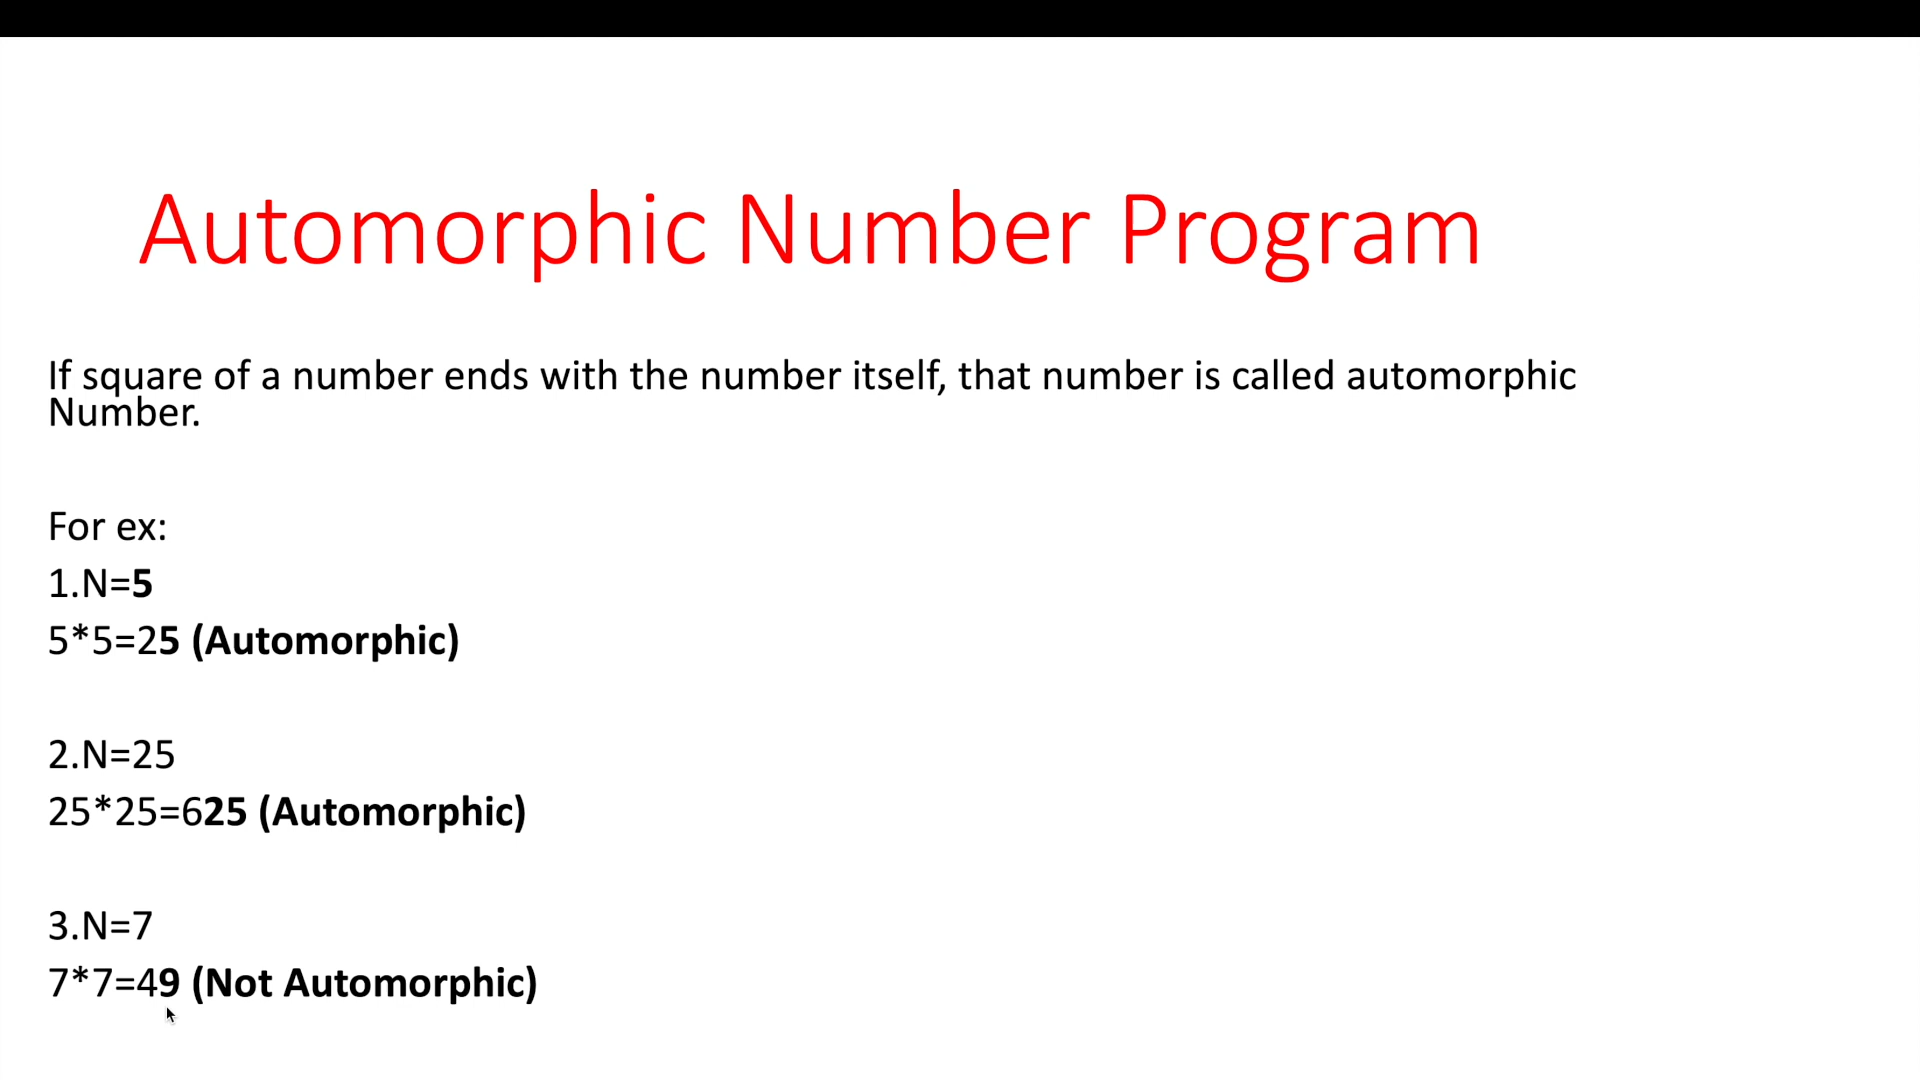 Automorphic Number Program
If square of a number ends with the number itself, that number is called automorphic
Number.
For ex:
1.N=5
5*5=25 (Automorphic)
2.N=25
25*25=625 (Automorphic)
3.N=7
7*7=49 (Not Automorphic)